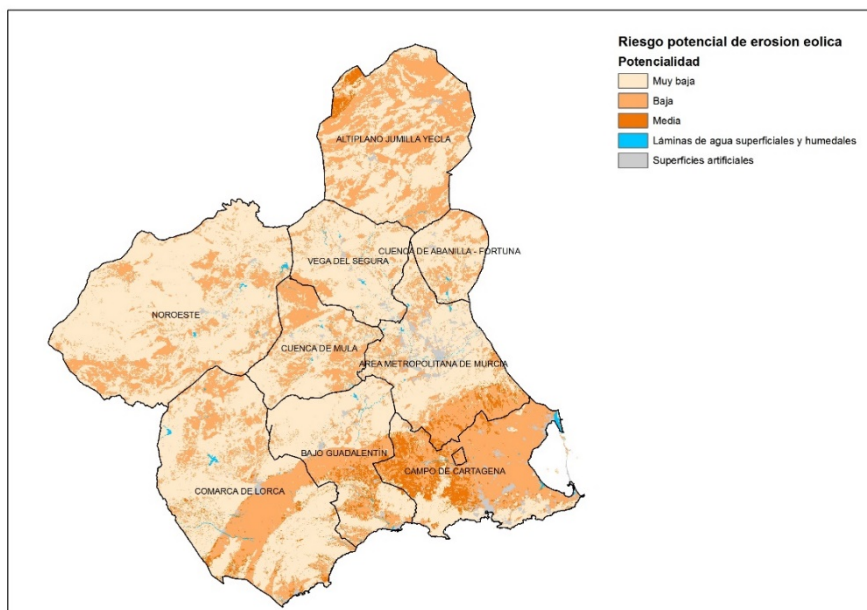 Riesgo potencial de erosion eolica
Potencialidad
Muy baja
Baja
Media
Láminas de agua superficiales y humedales
Superficies artificiales
ALTIPLANO JUMILLA YECLA
CUENCA DE ABANILLA - FORTUNA
VEGA DEL SEGURA
NOROESTE
CUENCA DE MULA
AREA METROPOLITANA DE MURCIA
BAJO GUADALENTÍN
CAMPO DE CARTAGENA
COMARCA DE LORCA